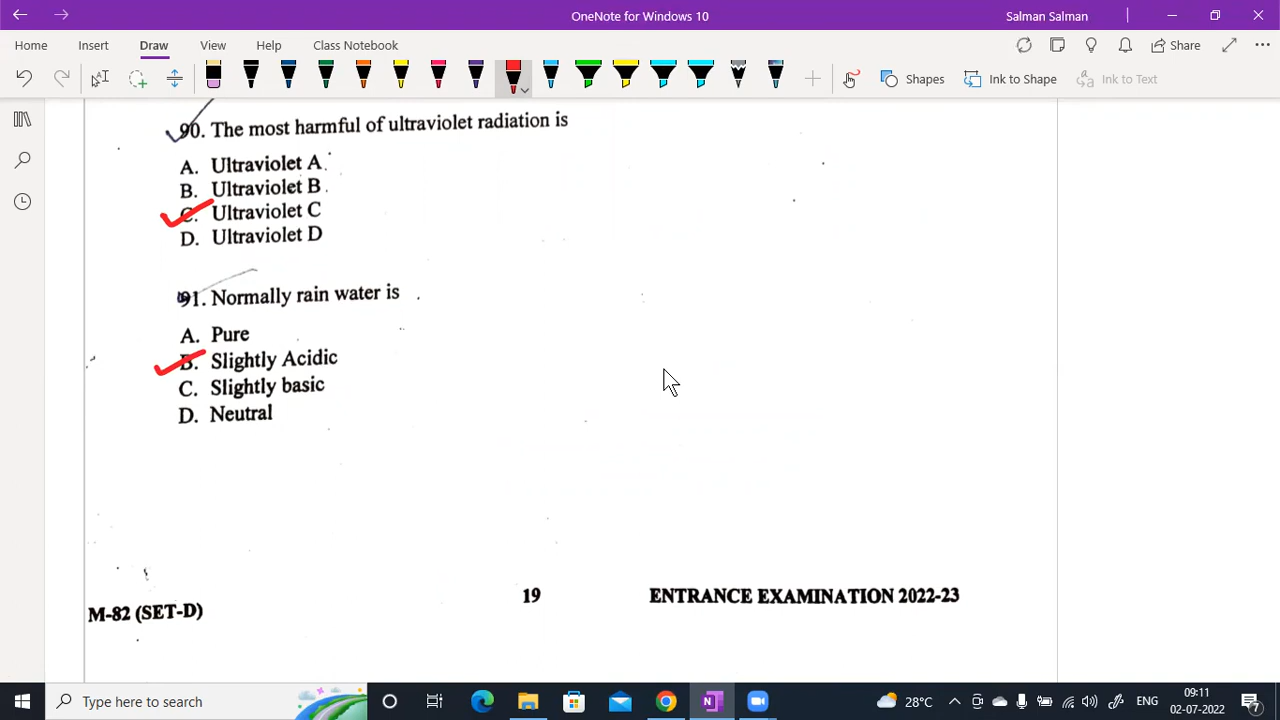 OneNote for Windows 10
Salman Salman
Home Insert Draw View Help Class Notebook
Share
Shapes Ink to Shape Ink to Text
90. The most harmful of ultraviolet radiation is
A. Ultraviolet A
B. Ultraviolet B
C. Ultraviolet C
D. Ultraviolet D
91. Normally rain water is
A. Pure
B. Slightly Acidic
C. Slightly basic
D. Neutral
M-82 (SET-D)
19
ENTRANCE EXAMINATION 2022-23
Type here to search
28°C
ENG
09:11
02-07-2022
7